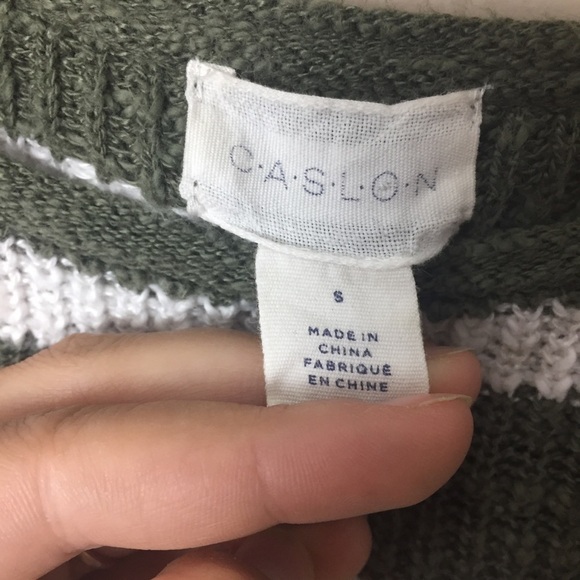 C·A·S·L·O·N
S
MADE IN
CHINA
FABRIQUÉ
EN CHINE